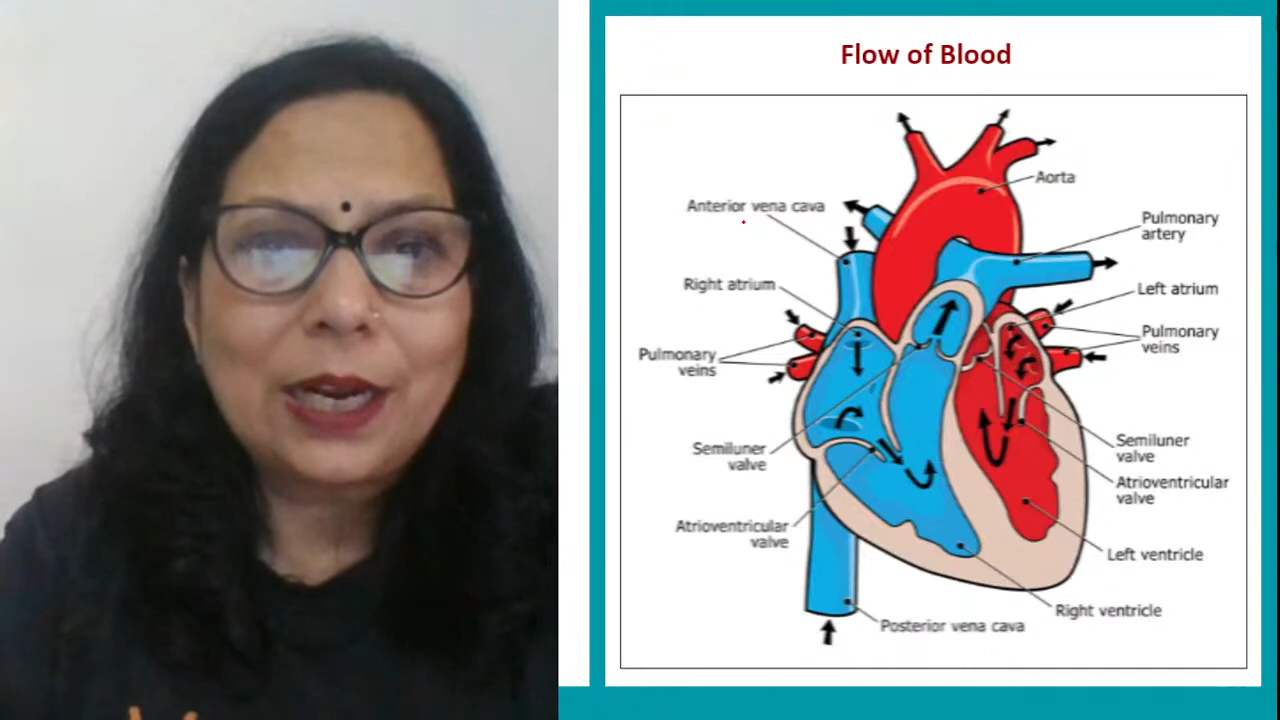 Flow of Blood
Aorta
Anterior vena cava
Pulmonary
artery
Right atrium
Left atrium
Pulmonary
veins
Pulmonary
veins
Semiluner
valve
Semiluner
valve
Atrioventricular
valve
Atrioventricular
valve
Left ventricle
Right ventricle
Posterior vena cava